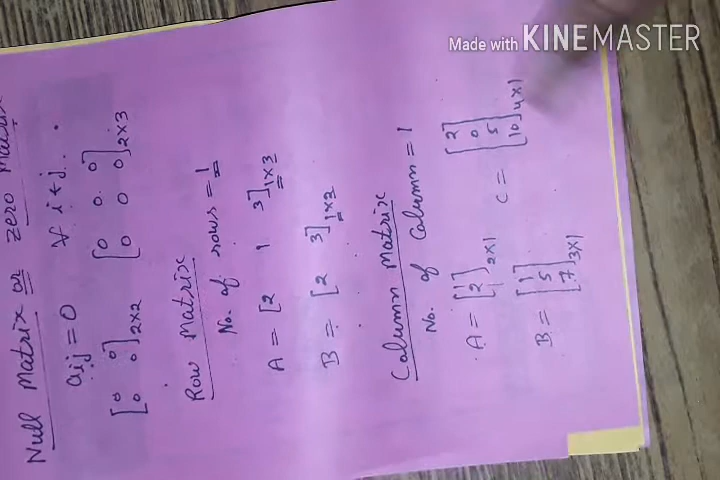 Made with KINEMASTER
Null Matrix or zero Matrix
aij = 0 ∀ i & j.
[0 0; 0 0]2×2 [0 0 0; 0 0 0]2×3
Row Matrix
No. of rows = 1
A = [2 1 3]1×3
B = [2 3]1×2
Calumn Matrix
No. of Calumn = 1
A = [1; 2]2×1 C = [2; 0; 5; 10]4×1
B = [1; 5; 7]3×1